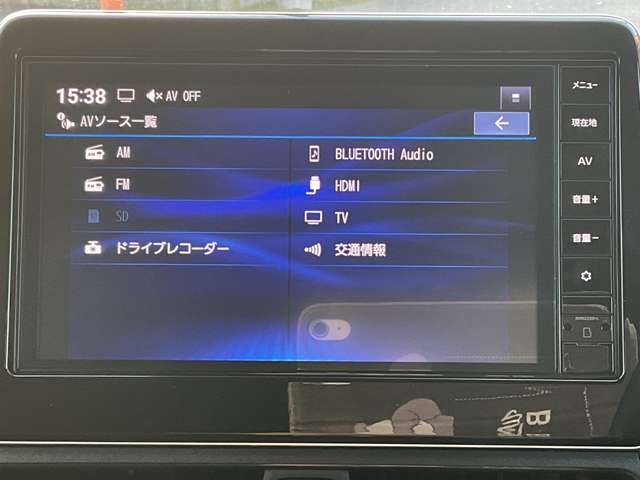 15:38 AV OFF
AVソース一覧
AM
FM
SD
ドライブレコーダー
BLUETOOTH Audio
HDMI
TV
交通情報
メニュー
現在地
AV
音量+
音量-